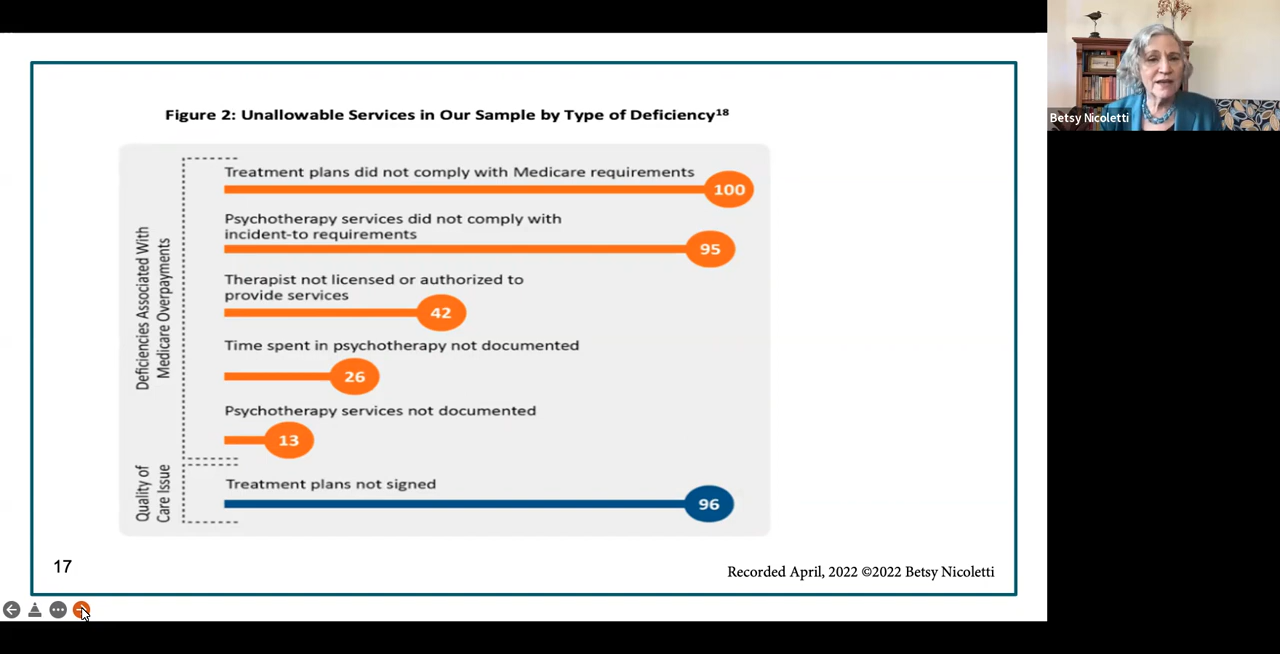 Figure 2: Unallowable Services in Our Sample by Type of Deficiency18
Deficiencies Associated With
Medicare Overpayments
Treatment plans did not comply with Medicare requirements
100
Psychotherapy services did not comply with
incident-to requirements
95
Therapist not licensed or authorized to
provide services
42
Time spent in psychotherapy not documented
26
Psychotherapy services not documented
13
Quality of
Care Issue
Treatment plans not signed
96
17
Recorded April, 2022 ©2022 Betsy Nicoletti
Betsy Nicoletti